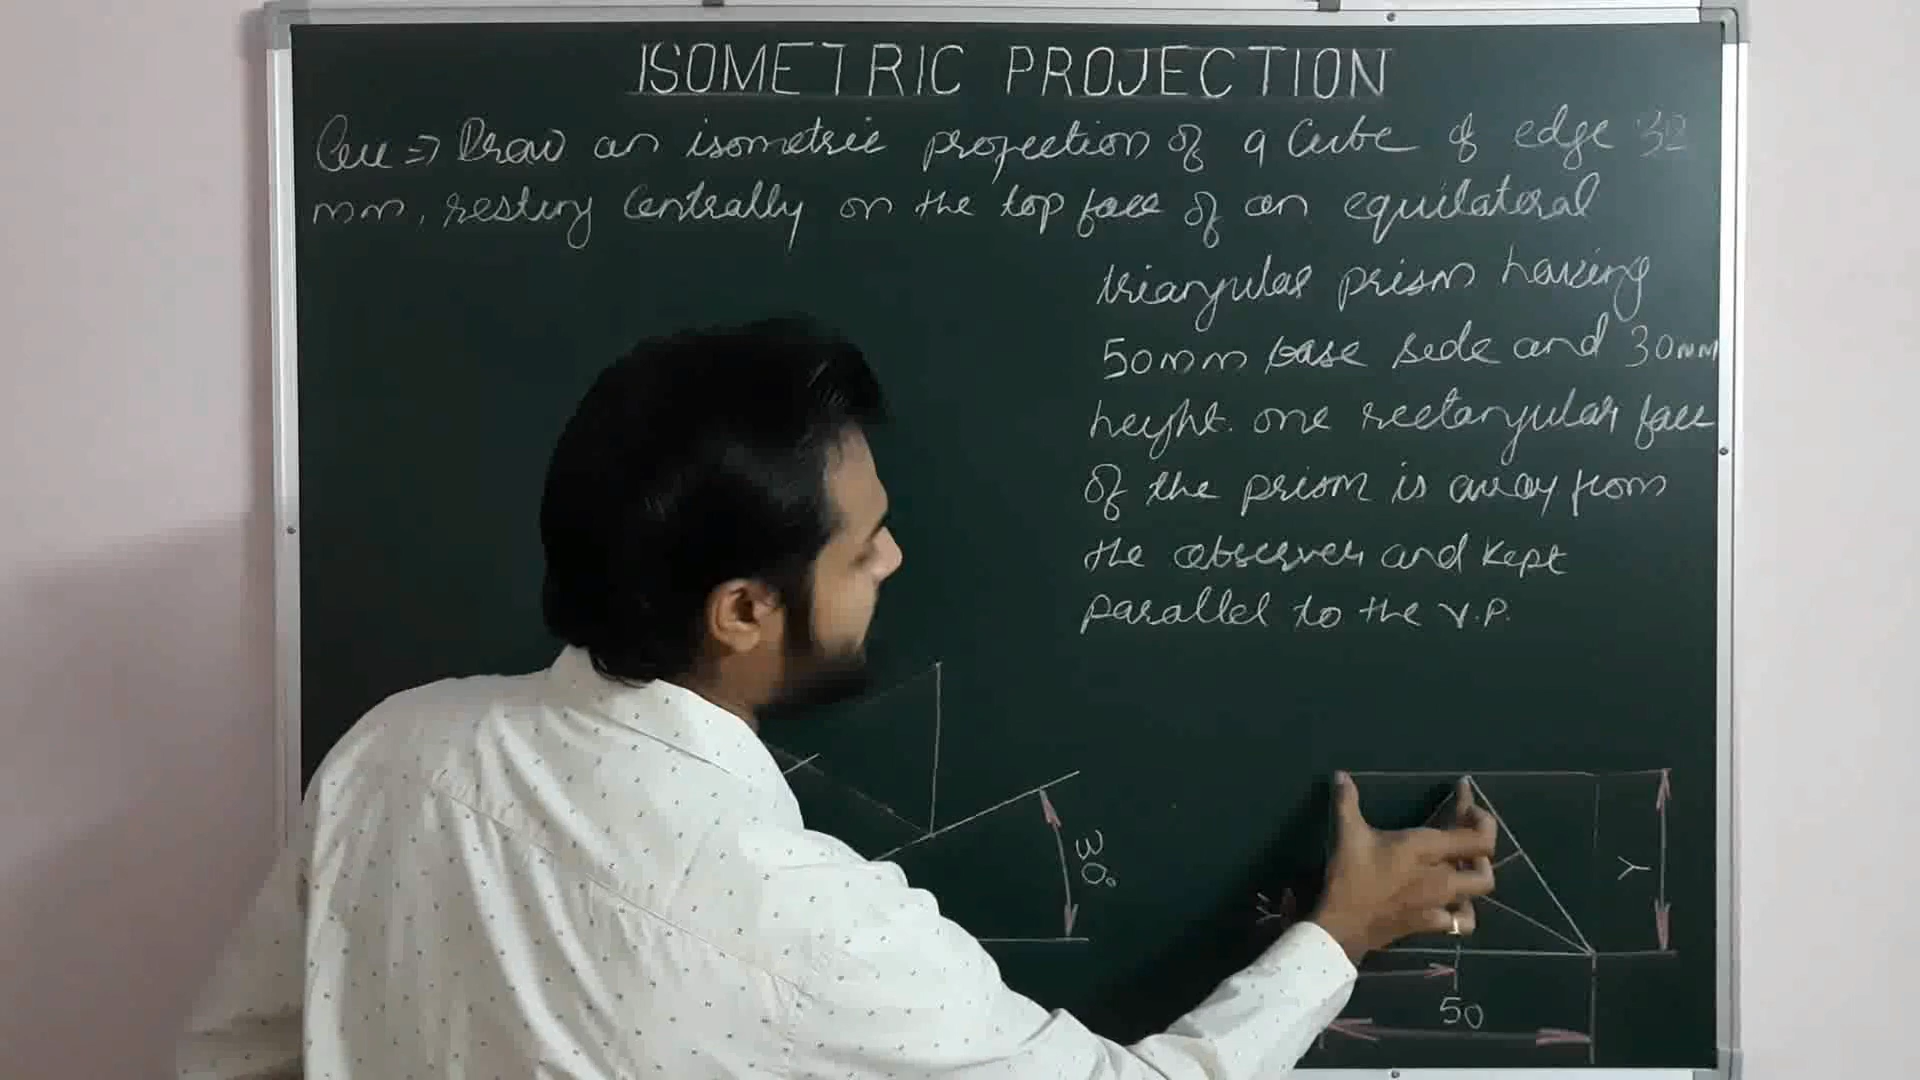 ISOMETRIC PROJECTION
Que => Draw an isometric projection of a Cube of edge 32
mm, resting Centrally on the top face of an equilateral
triangular prism having
50mm base side and 30mm
height. one rectangular face
of the prism is away from
the observer and kept
parallel to the V.P.
30°
Y
50